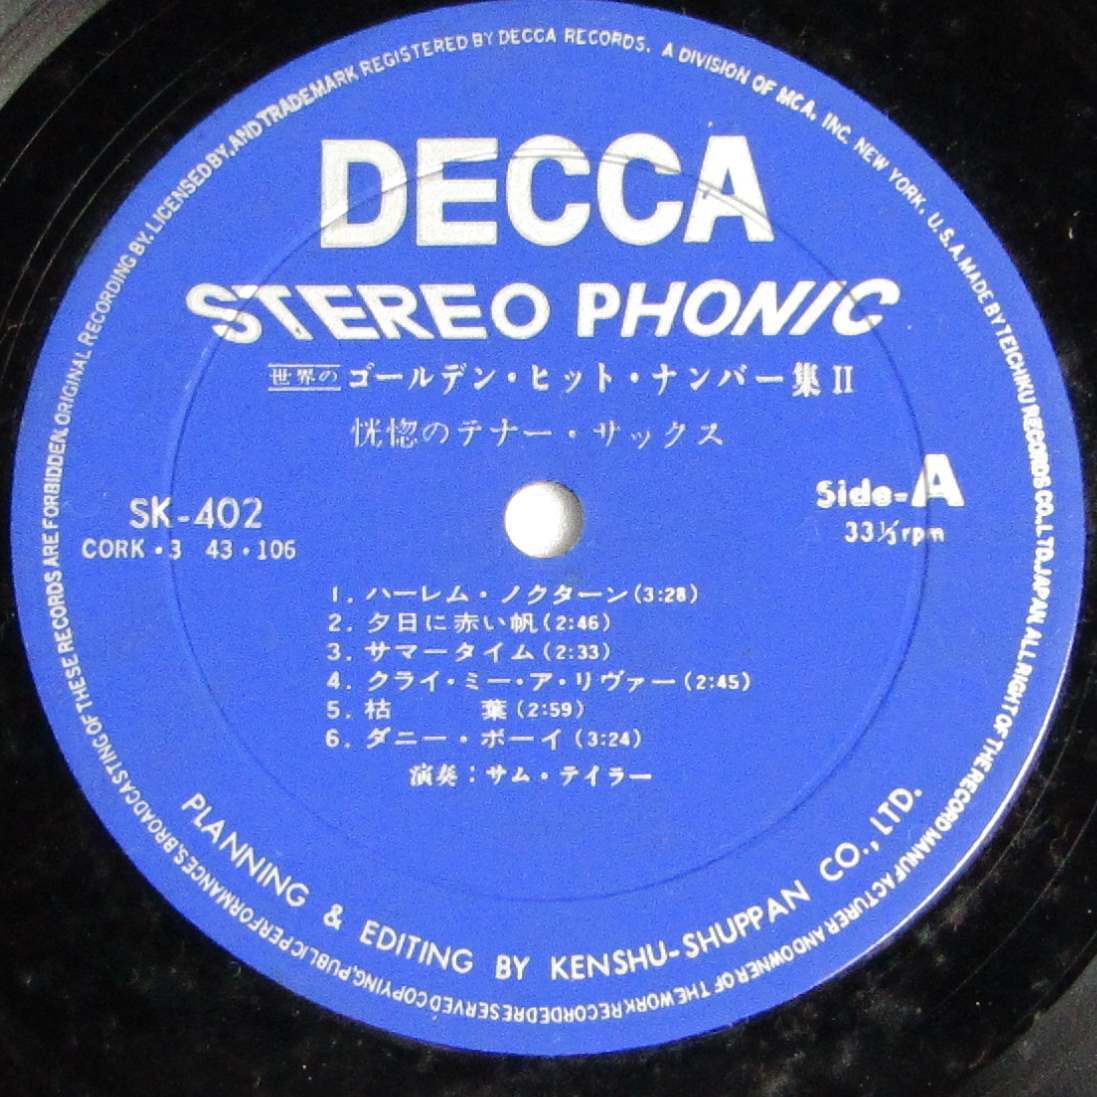 DECCA
STEREO PHONIC
世界の ゴールデン・ヒット・ナンバー集 II
恍惚のテナー・サックス
SK-402
CORK・3 43・106
Side-A
33⅓rpm
1. ハーレム・ノクターン(3:28)
2. 夕日に赤い帆(2:46)
3. サマータイム(2:33)
4. クライ・ミー・ア・リヴァー(2:45)
5. 枯 葉(2:59)
6. ダニー・ボーイ(3:24)
演奏：サム・テイラー
PLANNING & EDITING BY KENSHU-SHUPPAN CO., LTD.
ORIGINAL RECORDING BY. LICENSED BY, AND TRADEMARK REGISTERED BY DECCA RECORDS. A DIVISION OF MCA, INC. NEW YORK. U.S.A. MADE BY TEICHIKU RECORDS CO., LTD. JAPAN ALL RIGHT OF THE RECORD MANUFACTURER AND OWNER OF THE WORK RECORDED RESERVED COPYING, PUBLIC PERFORMANCES, BROADCASTING OF THESE RECORDS ARE FORBIDDEN.